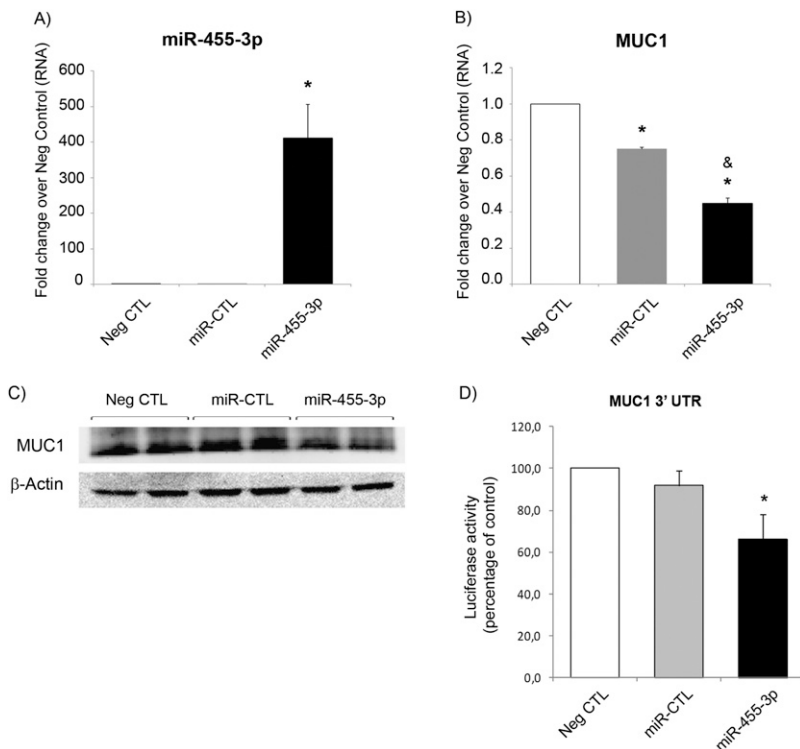 A)
miR-455-3p
Fold change over Neg Control (RNA)
600
500
400
300
200
100
0
*
Neg CTL
miR-CTL
miR-455-3p
B)
MUC1
Fold change over Neg Control (RNA)
1.2
1.0
0.8
0.6
0.4
0.2
0.0
*
&
*
Neg CTL
miR-CTL
miR-455-3p
C)
Neg CTL miR-CTL miR-455-3p
MUC1
β-Actin
D)
MUC1 3' UTR
Luciferase activity
(percentage of control)
120,0
100,0
80,0
60,0
40,0
20,0
0,0
*
Neg CTL
miR-CTL
miR-455-3p